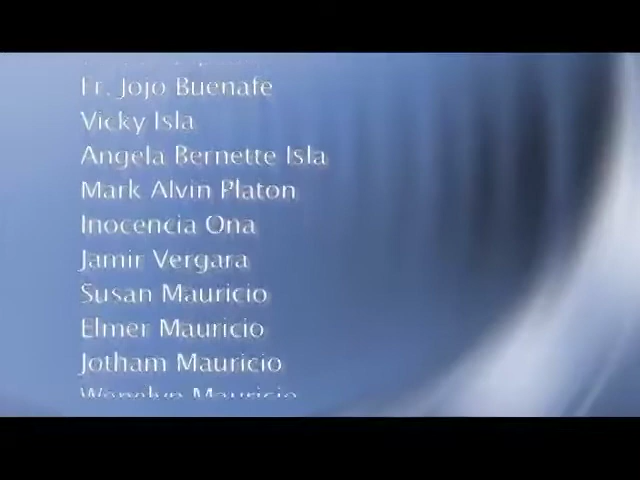 Fr. Jojo Buenafe
Vicky Isla
Angela Bernette Isla
Mark Alvin Platon
Inocencia Ona
Jamir Vergara
Susan Mauricio
Elmer Mauricio
Jotham Mauricio
Mauricio